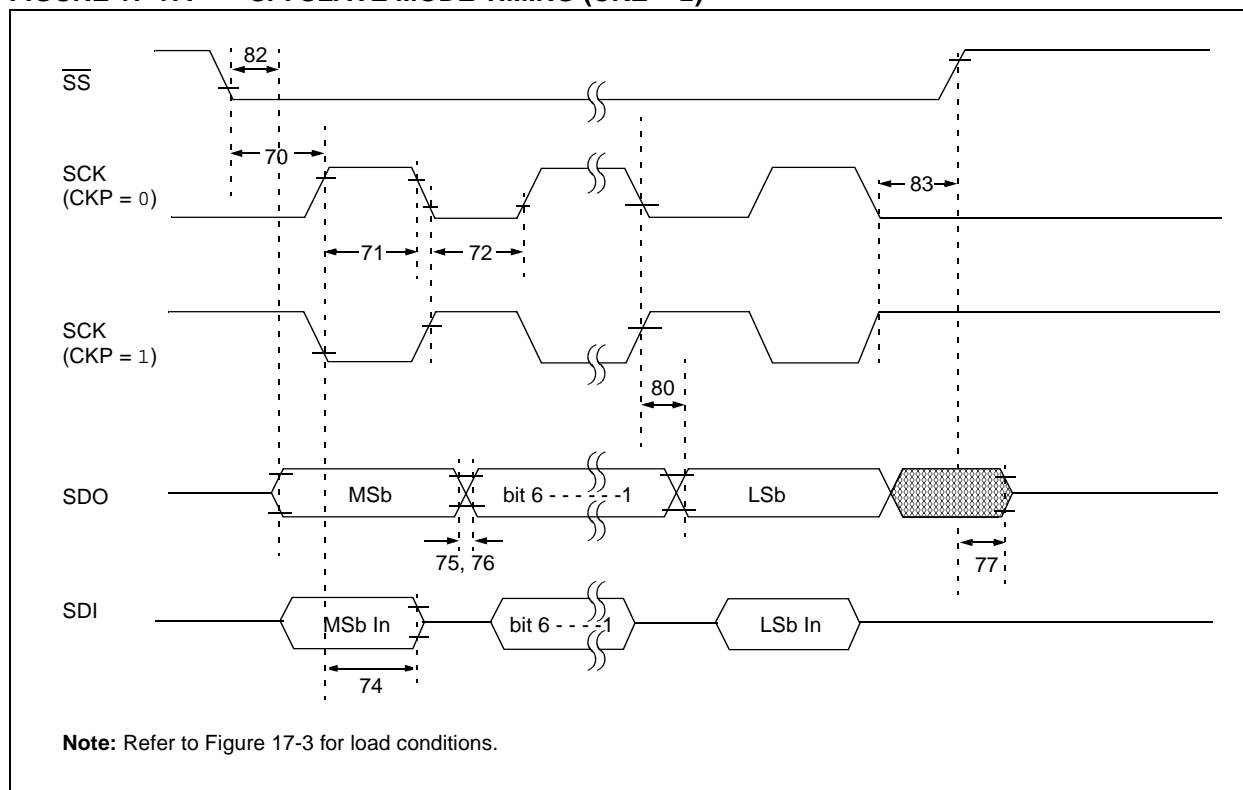 82
SS
70
SCK
(CKP = 0)
83
71
72
SCK
(CKP = 1)
80
SDO
MSb
bit 6 - - - - - -1
LSb
75, 76
77
SDI
MSb In
bit 6 - - - -1
LSb In
74
Note: Refer to Figure 17-3 for load conditions.